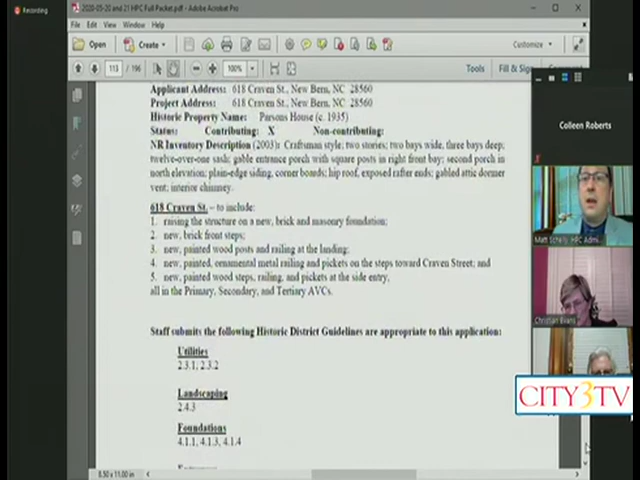 Recording
2020-05-20 and 21 HPC Full Packet.pdf - Adobe Acrobat Pro
File Edit View Window Help
Open
Create
Customize
113 / 196
100%
Tools
Fill & Sign
Applicant Address: 618 Craven St., New Bern, NC 28560
Project Address: 618 Craven St., New Bern, NC 28560
Historic Property Name: Parsons House (c. 1935)
Status: Contributing: X Non-contributing:
NR Inventory Description (2003): Craftsman style; two stories; two bays wide, three bays deep;
twelve-over-one sash; gable entrance porch with square posts in right front bay; second porch in
north elevation; plain-edge siding, corner boards; hip roof, exposed rafter ends; gabled attic dormer
vent; interior chimney.
618 Craven St. – to include:
1. raising the structure on a new, brick and masonry foundation;
2. new, brick front steps;
3. new, painted wood posts and railing at the landing;
4. new, painted, ornamental metal railing and pickets on the steps toward Craven Street; and
5. new, painted wood steps, railing, and pickets at the side entry,
all in the Primary, Secondary, and Tertiary AVCs.
Staff submits the following Historic District Guidelines are appropriate to this application:
Utilities
2.3.1, 2.3.2
Landscaping
2.4.3
Foundations
4.1.1, 4.1.3, 4.1.4
8.50 x 11.00 in
Colleen Roberts
Matt Schelly, HPC Admi...
Christian Evans
CITY3TV